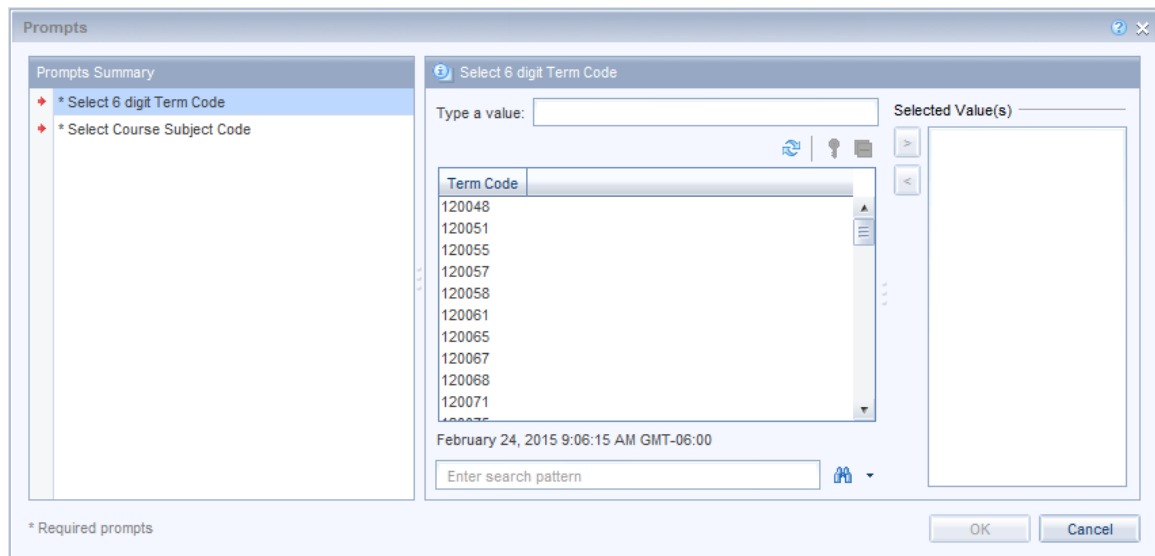 Prompts
Prompts Summary
* Select 6 digit Term Code
* Select Course Subject Code
Select 6 digit Term Code
Type a value:
Selected Value(s)
>
<
Term Code
120048
120051
120055
120057
120058
120061
120065
120067
120068
120071
February 24, 2015 9:06:15 AM GMT-06:00
Enter search pattern
* Required prompts
OK
Cancel